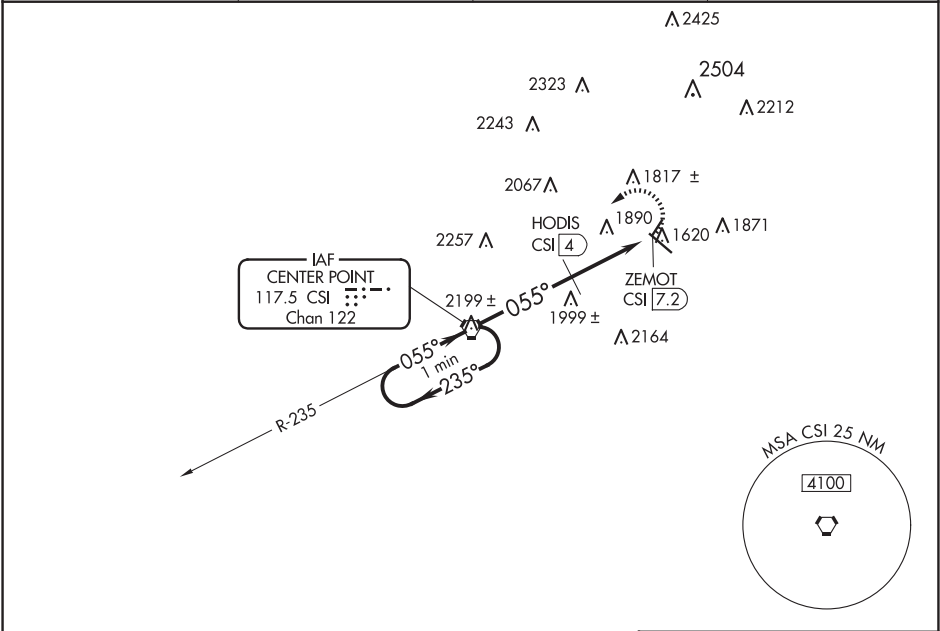 2425
2504
2323
2212
2243
2067
1817 ±
HODIS
CSI 4
1890
1871
1620
2257
IAF
CENTER POINT
117.5 CSI
Chan 122
ZEMOT
CSI 7.2
2199 ±
055°
1999 ±
2164
055°
1 min
235°
R-235
MSA CSI 25 NM
4100